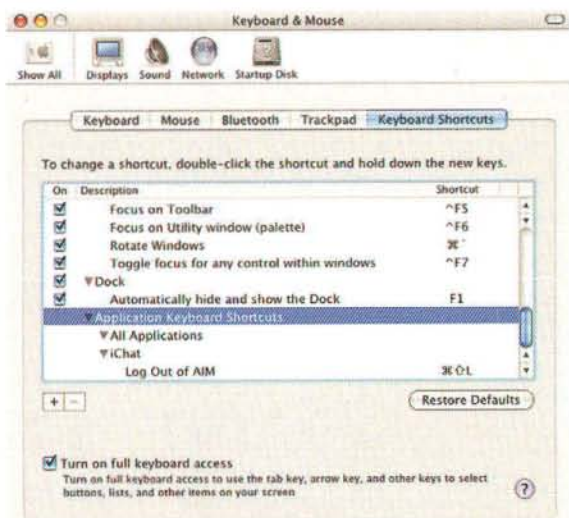 Keyboard & Mouse
Show All Displays Sound Network Startup Disk
Keyboard Mouse Bluetooth Trackpad Keyboard Shortcuts
To change a shortcut, double-click the shortcut and hold down the new keys.
On Description Shortcut
Focus on Toolbar ^F5
Focus on Utility window (palette) ^F6
Rotate Windows ⌘`
Toggle focus for any control within windows ^F7
▼Dock
Automatically hide and show the Dock F1
▼Application Keyboard Shortcuts
▼All Applications
▼iChat
Log Out of AIM ⌘⇧L
+ -
Restore Defaults
Turn on full keyboard access
Turn on full keyboard access to use the tab key, arrow key, and other keys to select
buttons, lists, and other items on your screen
?